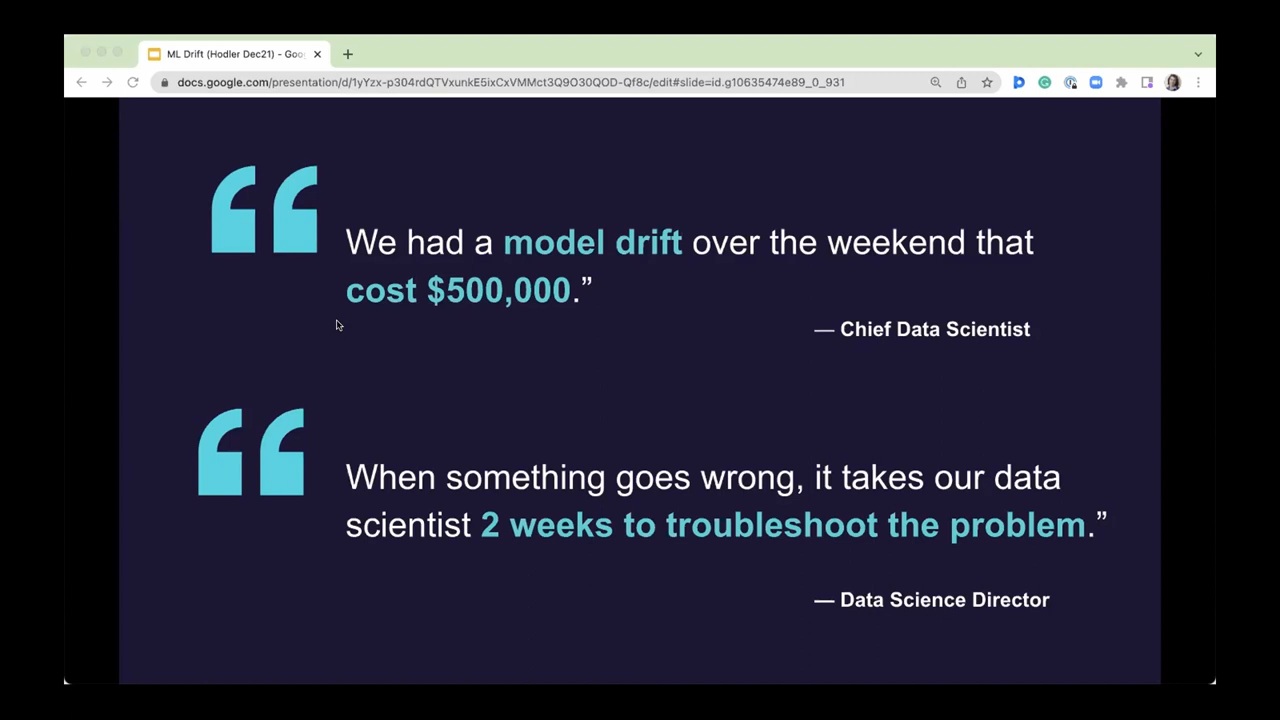 ML Drift (Hodler Dec21) - Goo
docs.google.com/presentation/d/1yYzx-p304rdQTVxunkE5ixCxVMMct3Q9O30QOD-Qf8c/edit#slide=id.g10635474e89_0_931
“
We had a model drift over the weekend that
cost $500,000.”
— Chief Data Scientist
“
When something goes wrong, it takes our data
scientist 2 weeks to troubleshoot the problem.”
— Data Science Director